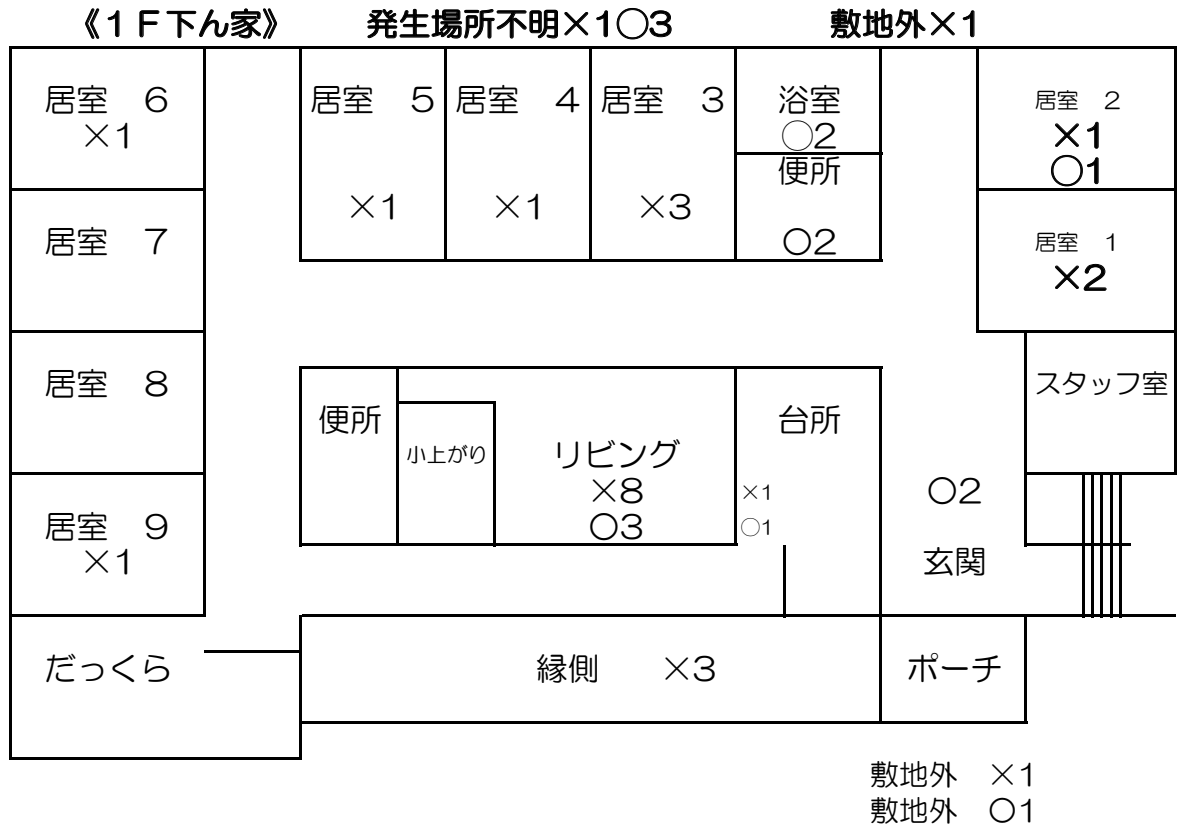 《1F下ん家》 発生場所不明×1○3 敷地外×1
居室 6
×1
居室 5
×1
居室 4
×1
居室 3
×3
浴室
○2
便所
○2
居室 2
×1
○1
居室 7
居室 1
×2
居室 8
便所
小上がり
リビング
×8
○3
台所
×1
○1
スタッフ室
○2
玄関
居室 9
×1
だっくら
縁側 ×3
ポーチ
敷地外 ×1
敷地外 ○1